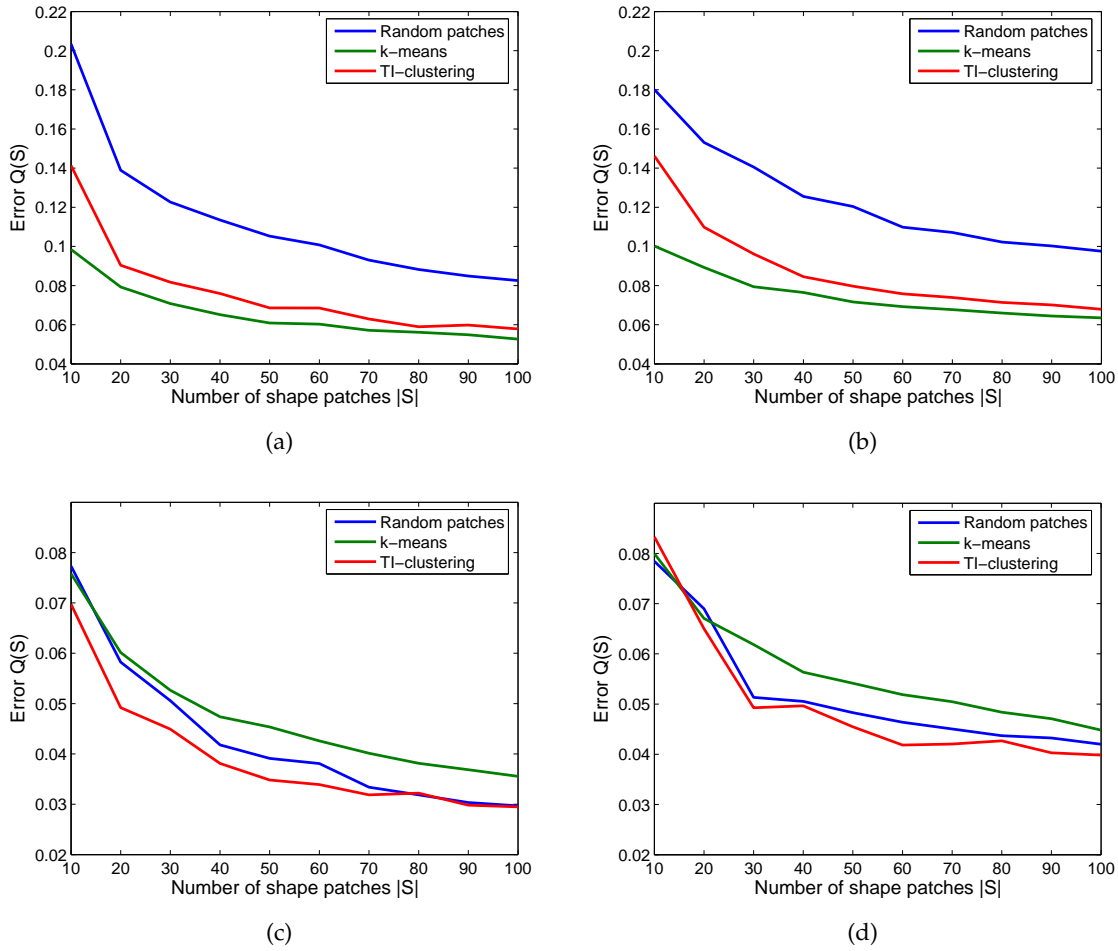 0.22
0.2
0.18
0.16
0.14
0.12
0.1
0.08
0.06
0.04
Error Q(S)
Random patches
k−means
TI−clustering
10 20 30 40 50 60 70 80 90 100
Number of shape patches |S|
(a)
0.22
0.2
0.18
0.16
0.14
0.12
0.1
0.08
0.06
0.04
Error Q(S)
Random patches
k−means
TI−clustering
10 20 30 40 50 60 70 80 90 100
Number of shape patches |S|
(b)
0.08
0.07
0.06
0.05
0.04
0.03
0.02
Error Q(S)
Random patches
k−means
TI−clustering
10 20 30 40 50 60 70 80 90 100
Number of shape patches |S|
(c)
0.08
0.07
0.06
0.05
0.04
0.03
0.02
Error Q(S)
Random patches
k−means
TI−clustering
10 20 30 40 50 60 70 80 90 100
Number of shape patches |S|
(d)